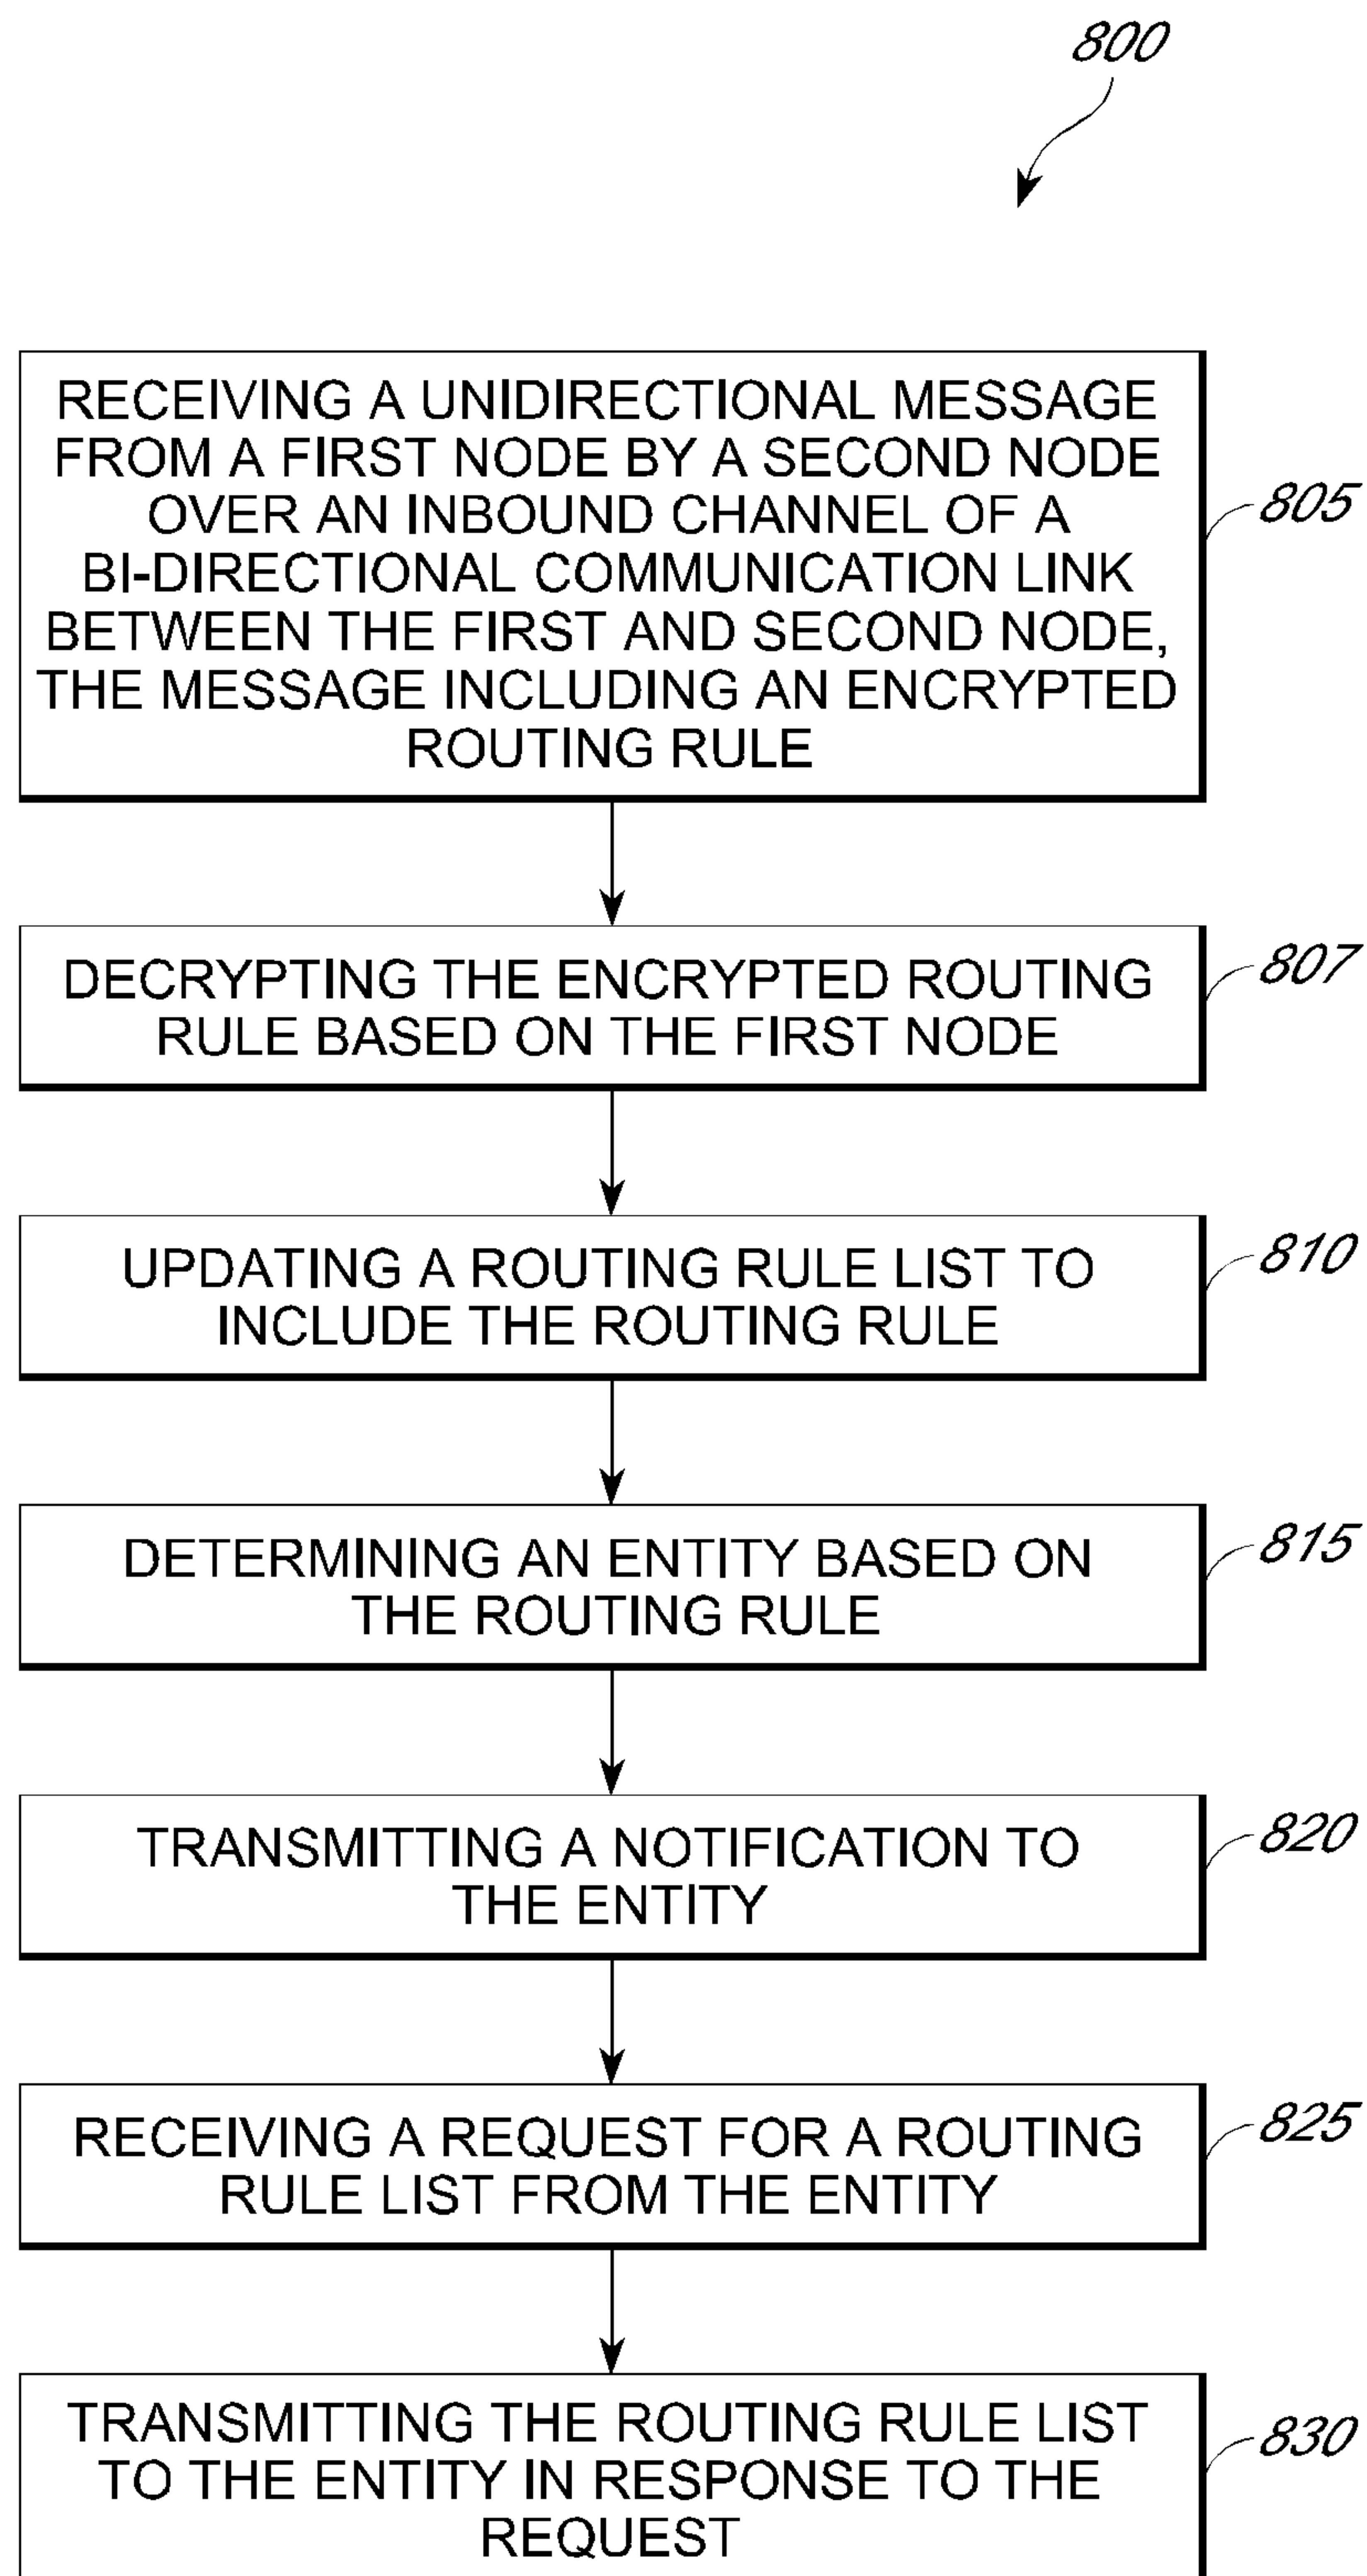 800
RECEIVING A UNIDIRECTIONAL MESSAGE
FROM A FIRST NODE BY A SECOND NODE
OVER AN INBOUND CHANNEL OF A
BI-DIRECTIONAL COMMUNICATION LINK
BETWEEN THE FIRST AND SECOND NODE,
THE MESSAGE INCLUDING AN ENCRYPTED
ROUTING RULE
805
DECRYPTING THE ENCRYPTED ROUTING
RULE BASED ON THE FIRST NODE
807
UPDATING A ROUTING RULE LIST TO
INCLUDE THE ROUTING RULE
810
DETERMINING AN ENTITY BASED ON
THE ROUTING RULE
815
TRANSMITTING A NOTIFICATION TO
THE ENTITY
820
RECEIVING A REQUEST FOR A ROUTING
RULE LIST FROM THE ENTITY
825
TRANSMITTING THE ROUTING RULE LIST
TO THE ENTITY IN RESPONSE TO THE
REQUEST
830